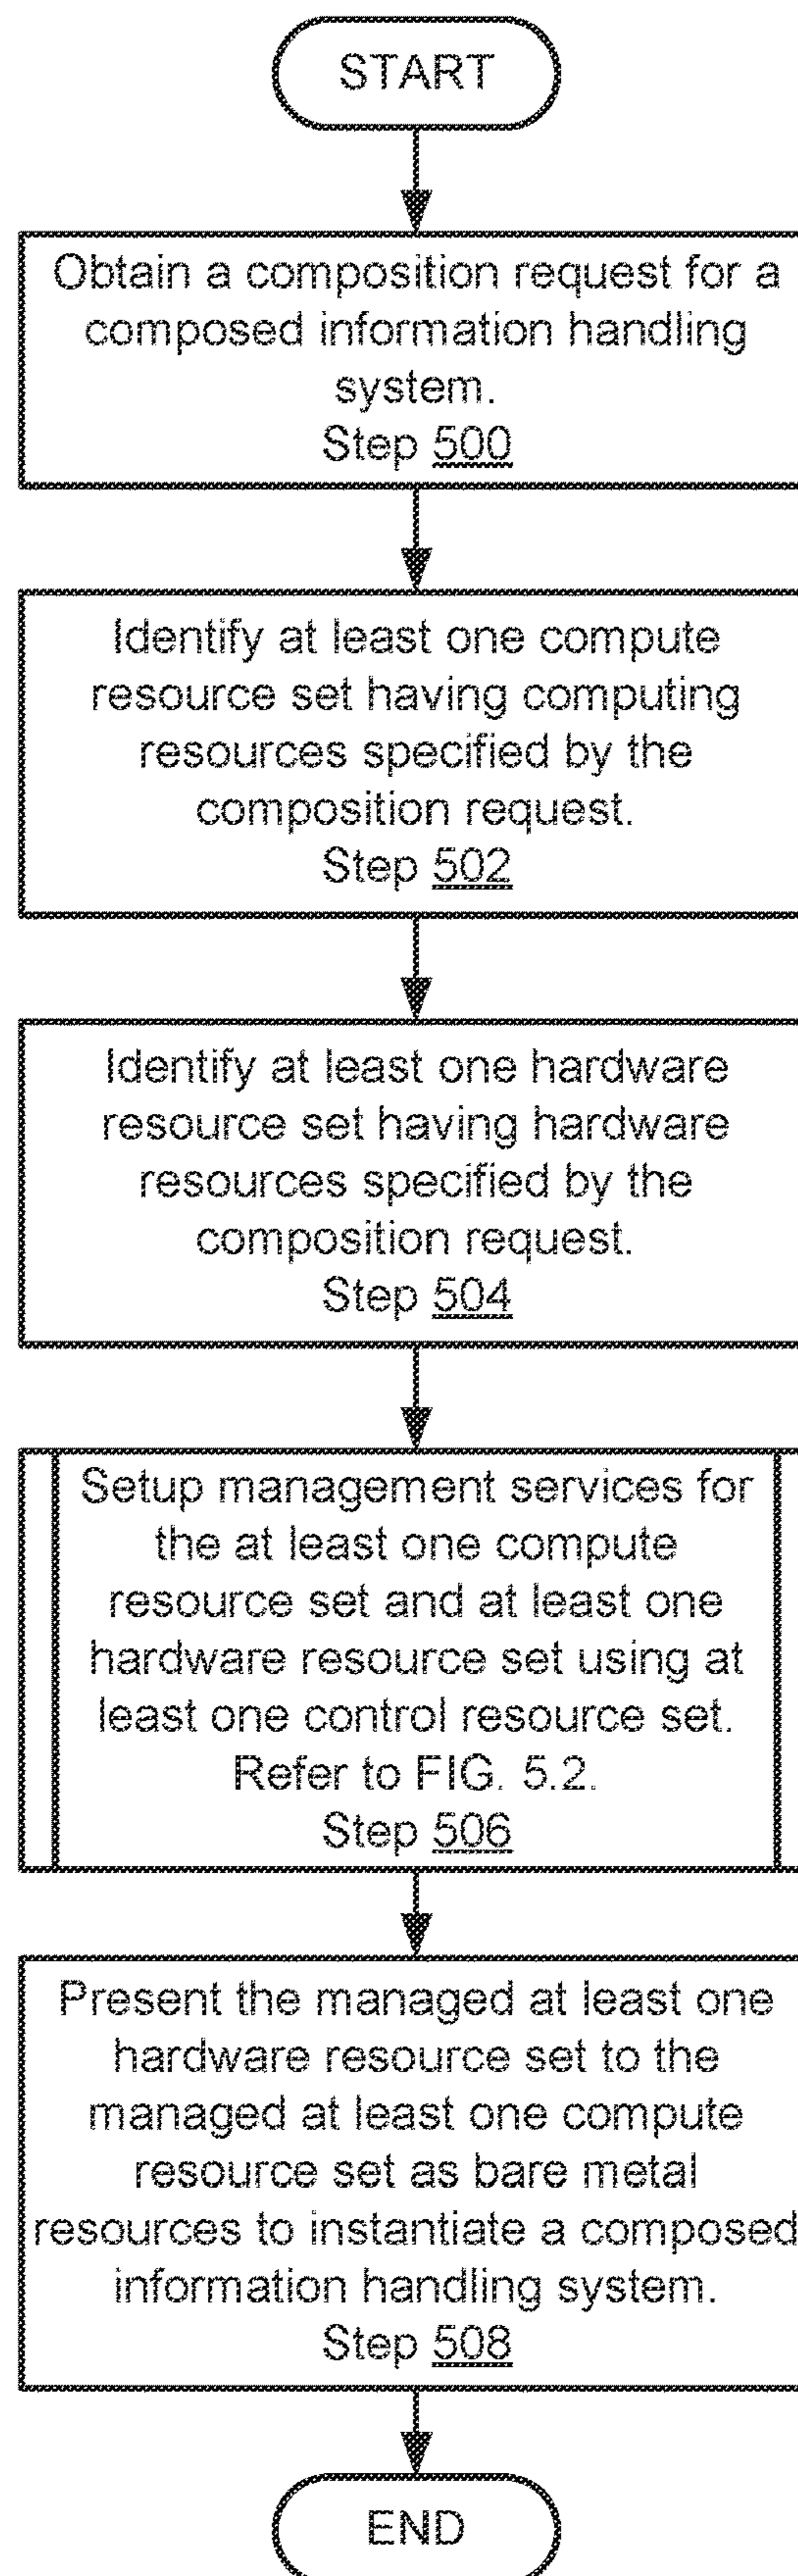 START
Obtain a composition request for a
composed information handling
system.
Step 500
Identify at least one compute
resource set having computing
resources specified by the
composition request.
Step 502
Identify at least one hardware
resource set having hardware
resources specified by the
composition request.
Step 504
Setup management services for
the at least one compute
resource set and at least one
hardware resource set using at
least one control resource set.
Refer to FIG. 5.2.
Step 506
Present the managed at least one
hardware resource set to the
managed at least one compute
resource set as bare metal
resources to instantiate a composed
information handling system.
Step 508
END